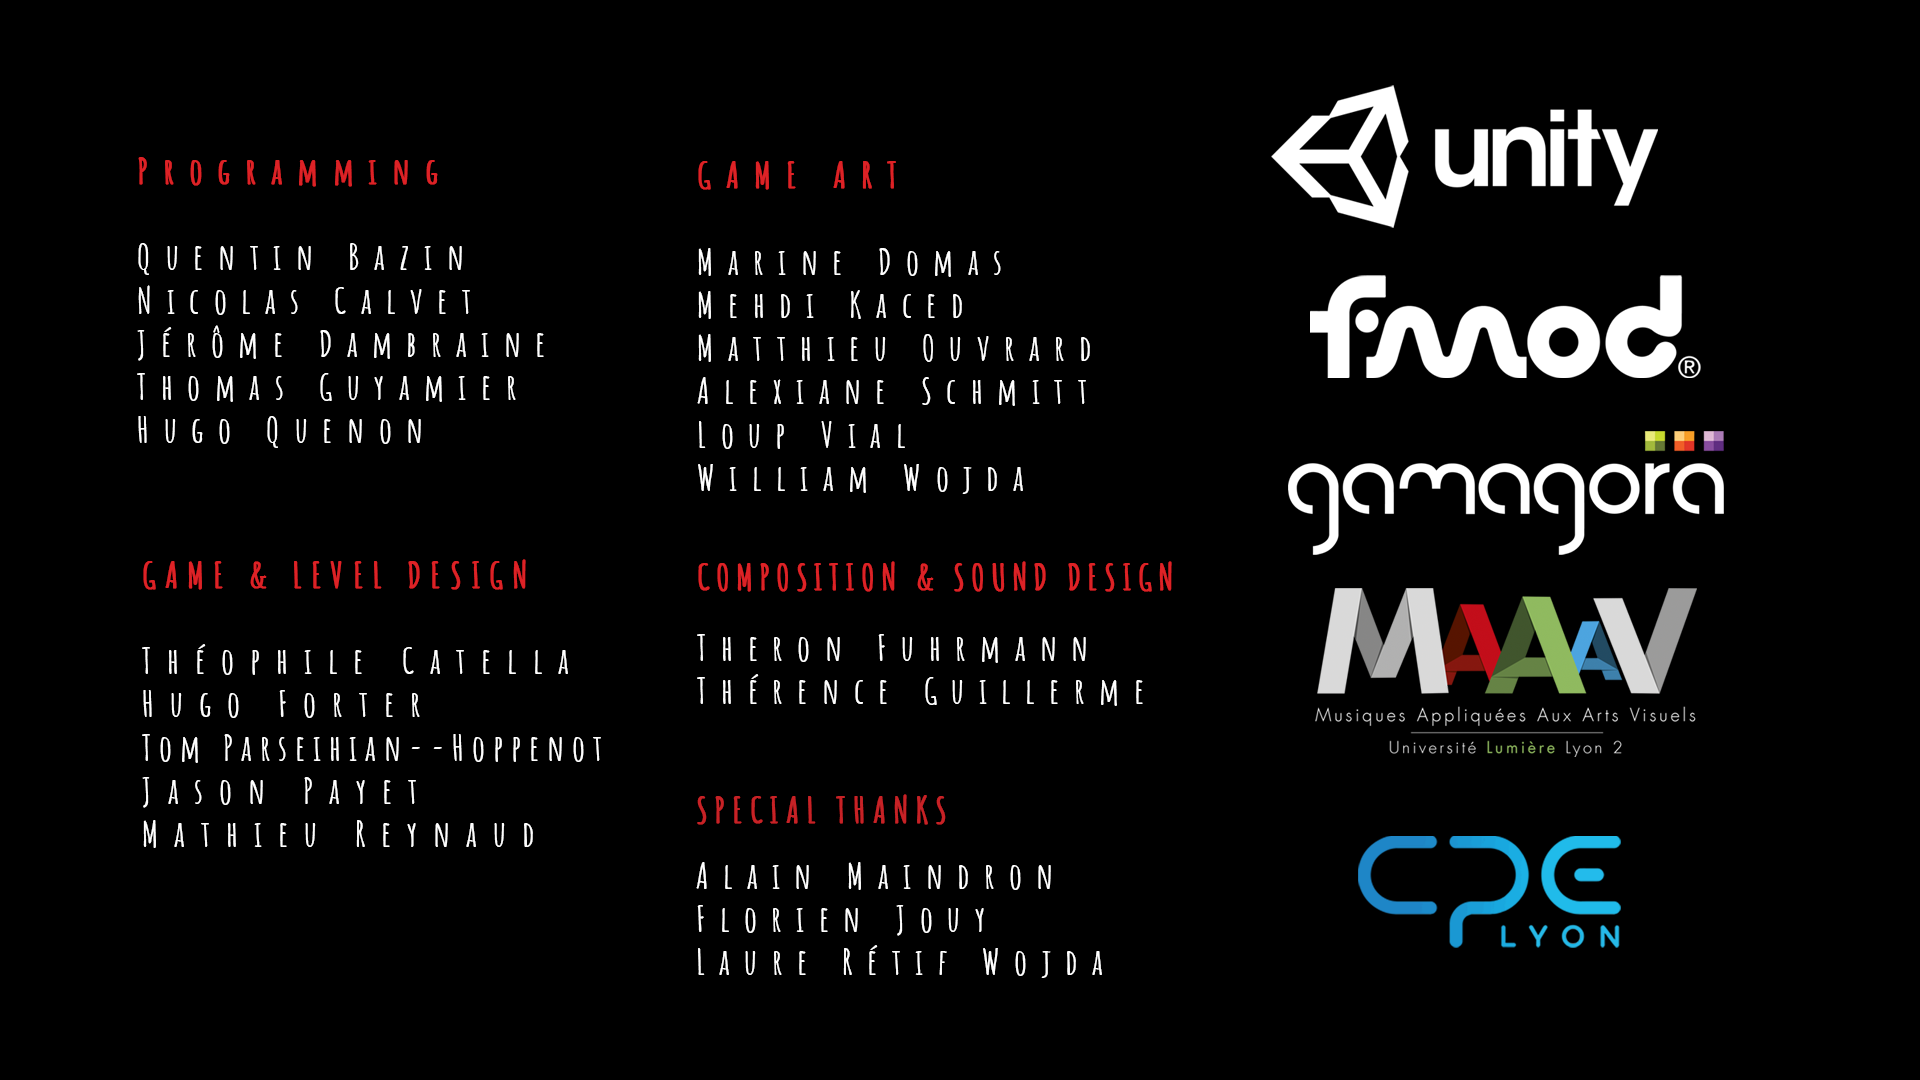 PROGRAMMING
QUENTIN BAZIN
NICOLAS CALVET
JÉRÔME DAMBRAINE
THOMAS GUYAMIER
HUGO QUENON
GAME & LEVEL DESIGN
THÉOPHILE CATELLA
HUGO FORTER
TOM PARSEIHIAN--HOPPENOT
JASON PAYET
MATHIEU REYNAUD
GAME ART
MARINE DOMAS
MEHDI KACED
MATTHIEU OUVRARD
ALEXIANE SCHMITT
LOUP VIAL
WILLIAM WOJDA
COMPOSITION & SOUND DESIGN
THERON FUHRMANN
THÉRENCE GUILLERME
SPECIAL THANKS
ALAIN MAINDRON
FLORIEN JOUY
LAURE RÉTIF WOJDA
unity
fmod®
gamagora
MAAAV
Musiques Appliquées Aux Arts Visuels
Université Lumière Lyon 2
CPE
LYON